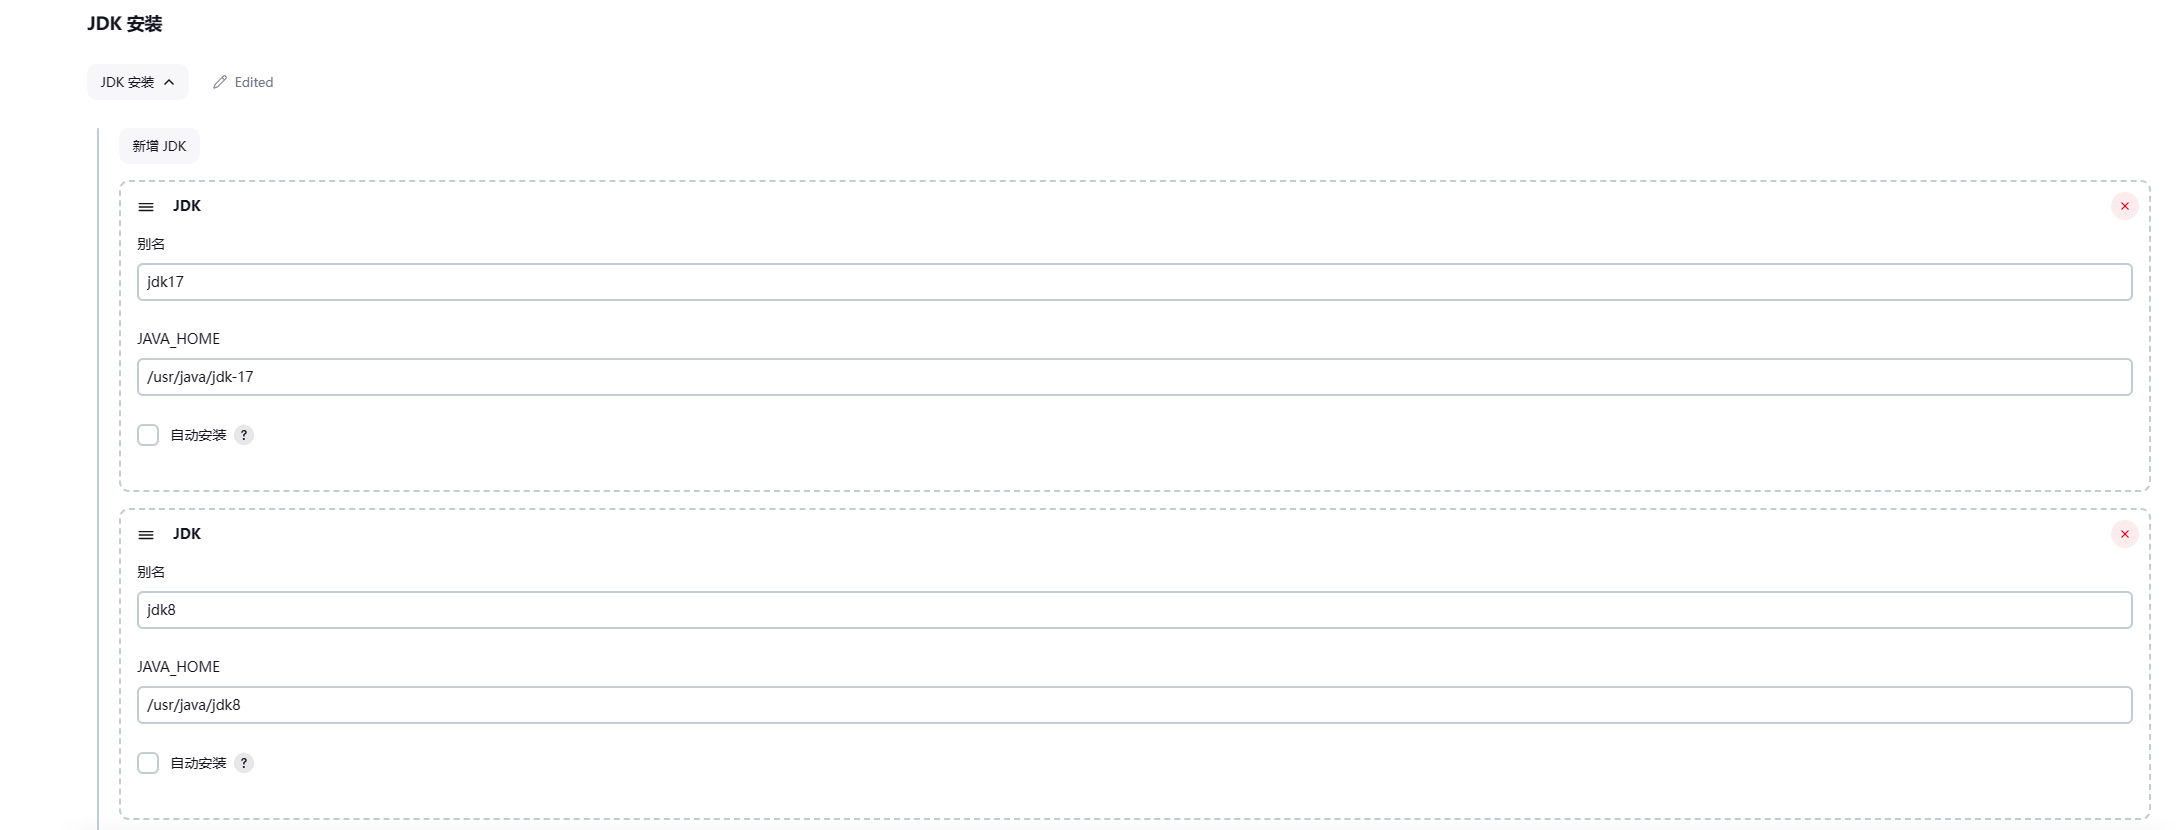 JDK 安装
JDK 安装 Edited
新增 JDK
JDK
别名
jdk17
JAVA_HOME
/usr/java/jdk-17
自动安装 ?
JDK
别名
jdk8
JAVA_HOME
/usr/java/jdk8
自动安装 ?